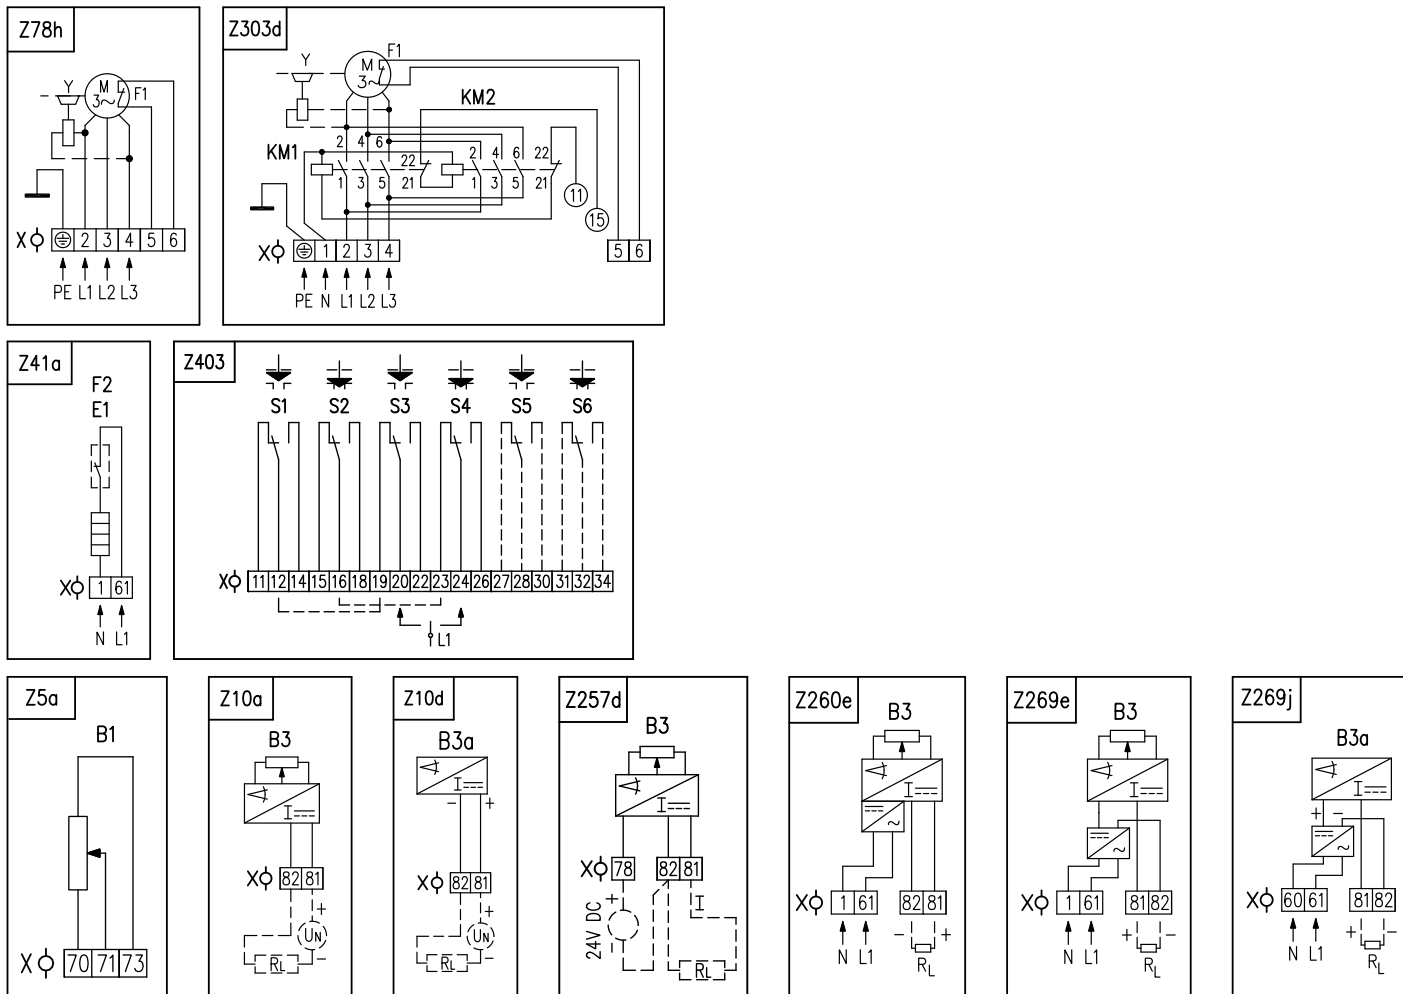 Z78h
Y
M
3~
F1
X
2 3 4 5 6
PE L1 L2 L3
Z303d
Y
M
3~
F1
KM2
KM1
2 4 6
22
2 4 6
22
1 3 5
21
1 3 5
21
11
15
X
1 2 3 4
5 6
PE N L1 L2 L3
Z41a
F2
E1
X
1 61
N L1
Z403
S1 S2 S3 S4 S5 S6
X
11 12 14 15 16 18 19 20 22 23 24 26 27 28 30 31 32 34
L1
Z5a
B1
X
70 71 73
Z10a
B3
I
X
82 81
+
UN
-
RL
Z10d
B3a
I
- +
X
82 81
+
UN
-
RL
Z257d
B3
I
X
78 82 81
+
24V DC
-
I
RL
Z260e
B3
I
~
X
1 61 82 81
- +
N L1
RL
Z269e
B3
I
~
X
1 61 81 82
+ -
N L1
RL
Z269j
B3a
I
+ -
~
X
60 61 81 82
+ -
N L1
RL